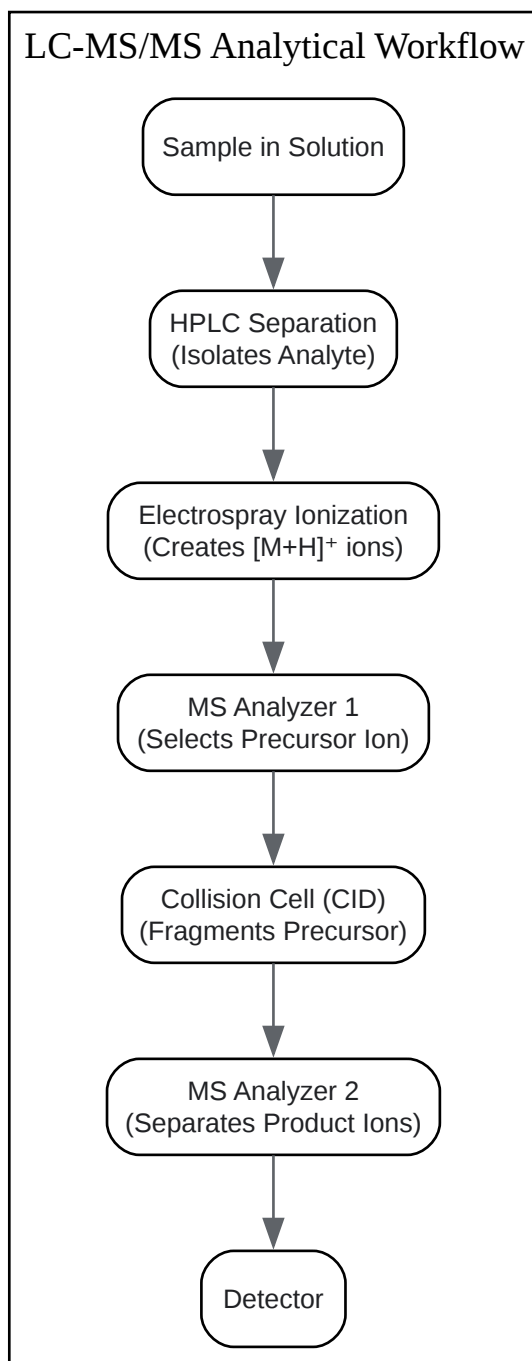 LC-MS/MS Analytical Workflow
Sample in Solution
HPLC Separation
(Isolates Analyte)
Electrospray Ionization
(Creates [M+H]⁺ ions)
MS Analyzer 1
(Selects Precursor Ion)
Collision Cell (CID)
(Fragments Precursor)
MS Analyzer 2
(Separates Product Ions)
Detector